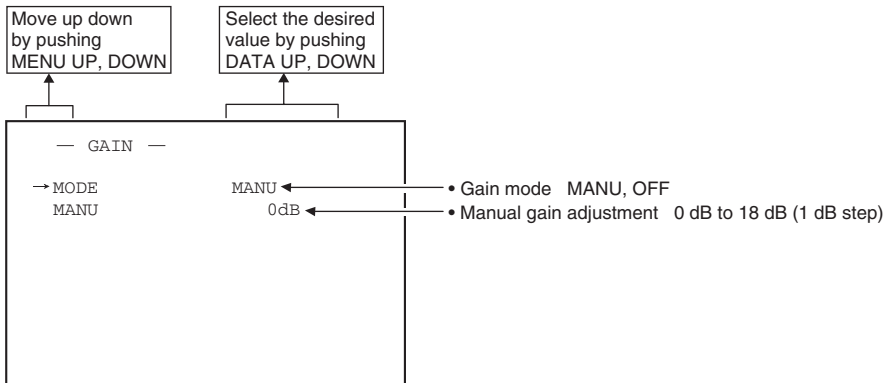 Move up down
by pushing
MENU UP, DOWN
Select the desired
value by pushing
DATA UP, DOWN
— GAIN —
→MODE MANU • Gain mode MANU, OFF
MANU 0dB • Manual gain adjustment 0 dB to 18 dB (1 dB step)